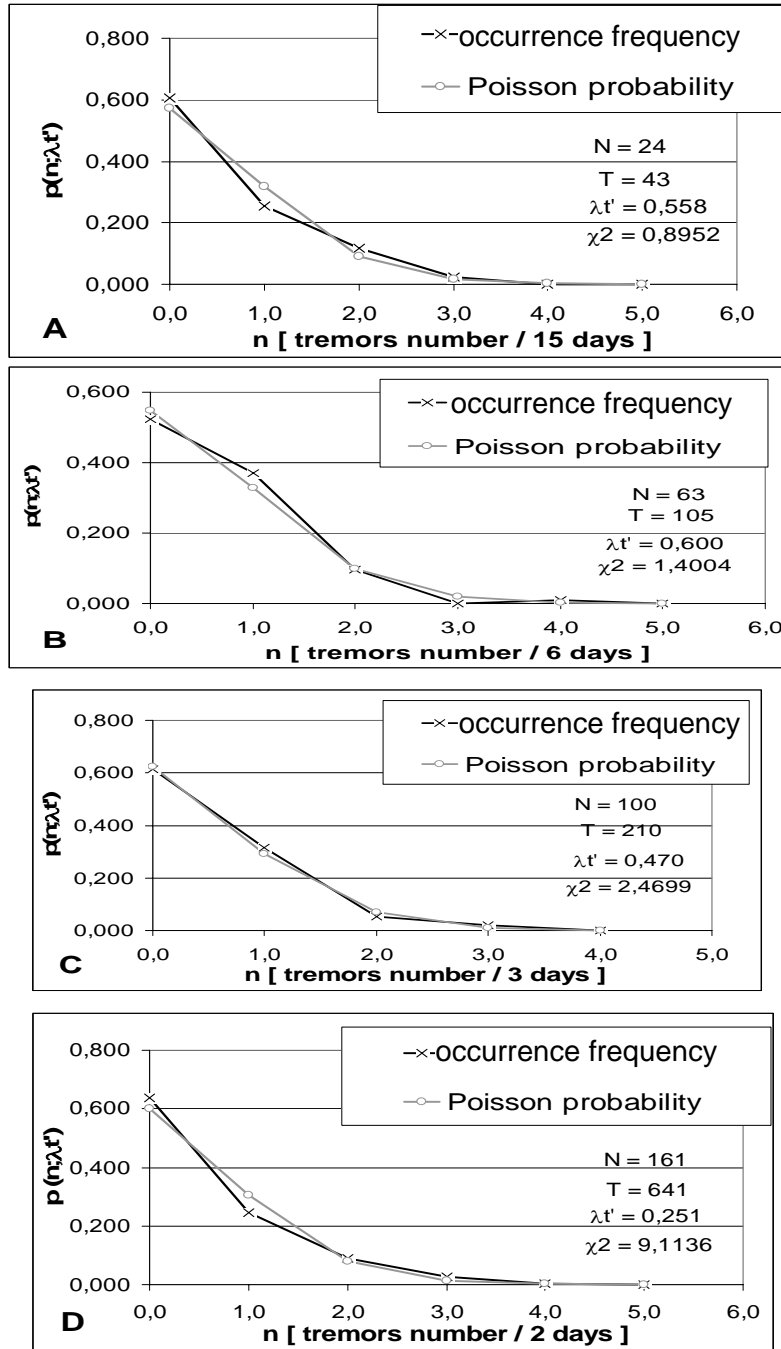 0,800
0,600
0,400
0,200
0,000
p(n;λt')
0,0 1,0 2,0 3,0 4,0 5,0 6,0
n [ tremors number / 15 days ]
occurrence frequency
Poisson probability
N = 24
T = 43
λt' = 0,558
χ2 = 0,8952
A
0,600
0,400
0,200
0,000
p(n;λt')
0,0 1,0 2,0 3,0 4,0 5,0 6,0
n [ tremors number / 6 days ]
occurrence frequency
Poisson probability
N = 63
T = 105
λt' = 0,600
χ2 = 1,4004
B
0,800
0,600
0,400
0,200
0,000
p(n;λt')
0,0 1,0 2,0 3,0 4,0 5,0
n [ tremors number / 3 days ]
occurrence frequency
Poisson probability
N = 100
T = 210
λt' = 0,470
χ2 = 2,4699
C
0,800
0,600
0,400
0,200
0,000
p(n;λt')
0,0 1,0 2,0 3,0 4,0 5,0 6,0
n [ tremors number / 2 days ]
occurrence frequency
Poisson probability
N = 161
T = 641
λt' = 0,251
χ2 = 9,1136
D